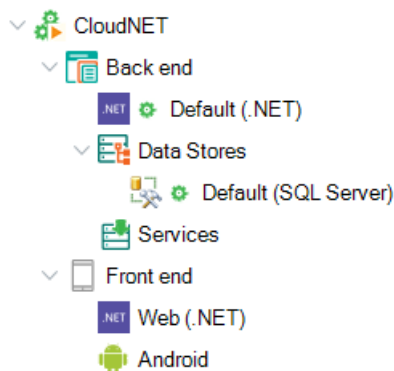 CloudNET
Back end
.NET Default (.NET)
Data Stores
Default (SQL Server)
Services
Front end
.NET Web (.NET)
Android